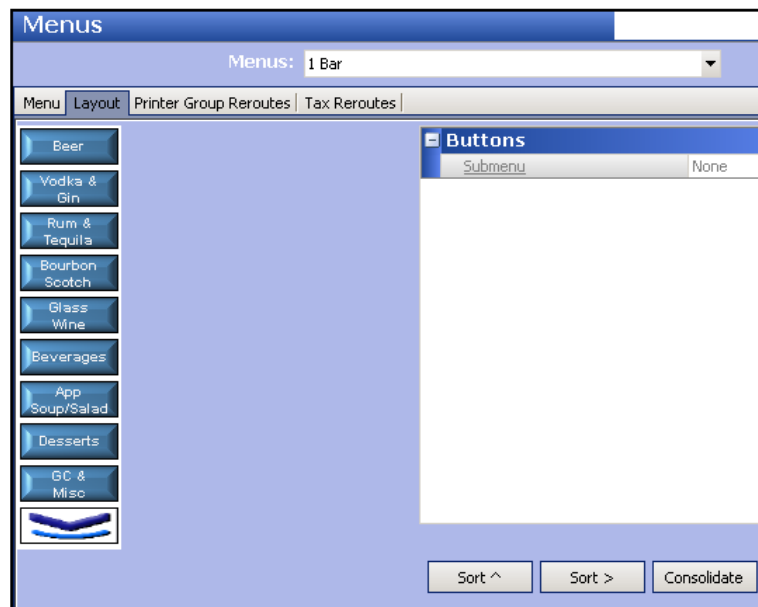 Menus
Menus: 1 Bar
Menu Layout Printer Group Reroutes Tax Reroutes
Beer
Vodka &
Gin
Rum &
Tequila
Bourbon
Scotch
Glass
Wine
Beverages
App
Soup/Salad
Desserts
GC &
Misc
Buttons
Submenu None
Sort ^ Sort > Consolidate